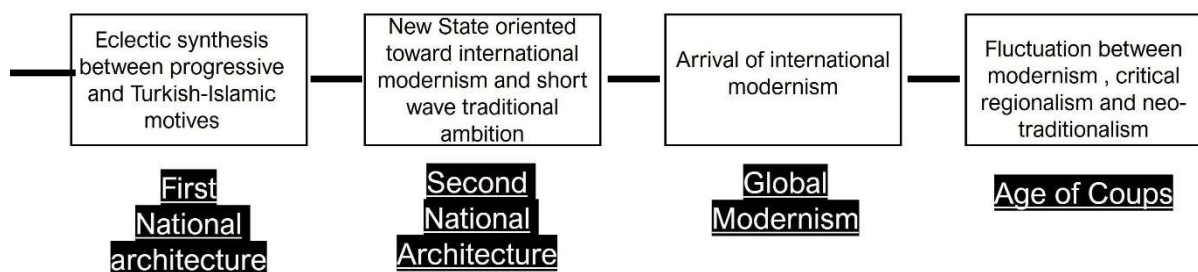 Eclectic synthesis
between progressive
and Turkish-Islamic
motives
New State oriented
toward international
modernism and short
wave traditional
ambition
Arrival of international
modernism
Fluctuation between
modernism , critical
regionalism and neo-
traditionalism
First
National
architecture
Second
National
Architecture
Global
Modernism
Age of Coups